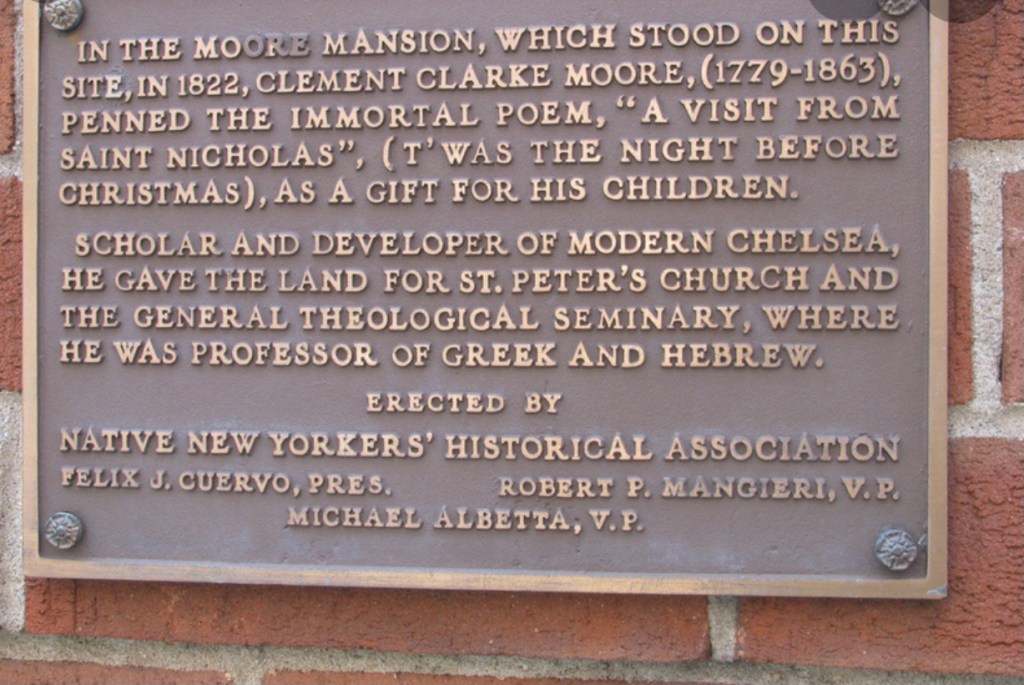 IN THE MOORE MANSION, WHICH STOOD ON THIS
SITE, IN 1822, CLEMENT CLARKE MOORE, (1779-1863),
PENNED THE IMMORTAL POEM, "A VISIT FROM
SAINT NICHOLAS", (T'WAS THE NIGHT BEFORE
CHRISTMAS), AS A GIFT FOR HIS CHILDREN.
SCHOLAR AND DEVELOPER OF MODERN CHELSEA,
HE GAVE THE LAND FOR ST. PETER'S CHURCH AND
THE GENERAL THEOLOGICAL SEMINARY, WHERE
HE WAS PROFESSOR OF GREEK AND HEBREW.
ERECTED BY
NATIVE NEW YORKERS' HISTORICAL ASSOCIATION
FELIX J. CUERVO, PRES. ROBERT P. MANGIERI, V.P.
MICHAEL ALBETTA, V.P.